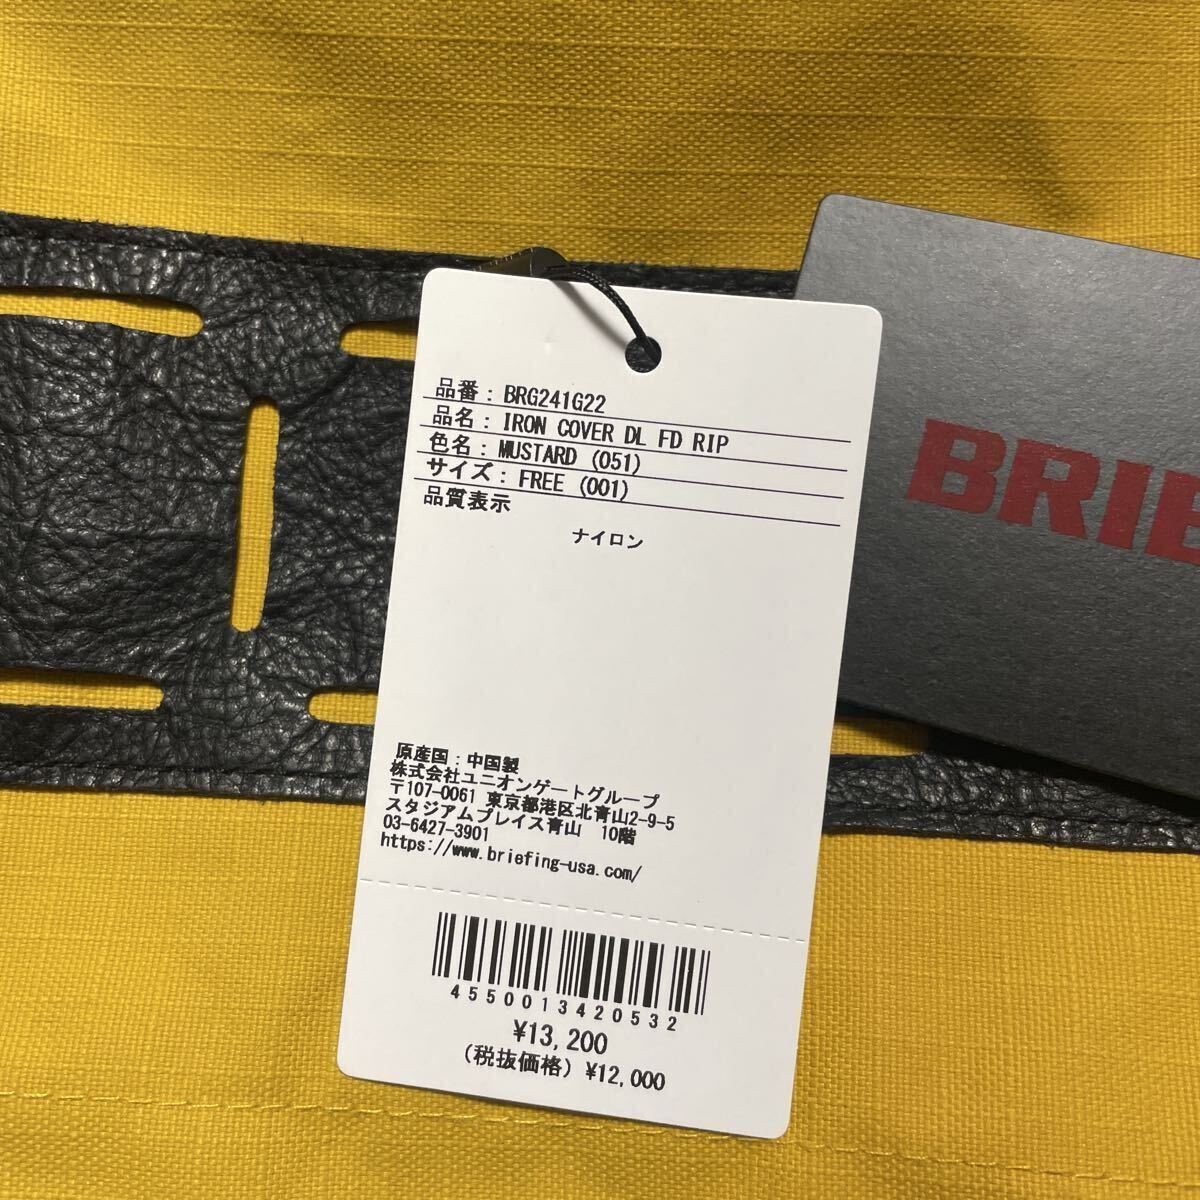 品番: BRG241G22
品名: IRON COVER DL FD RIP
色名: MUSTARD (051)
サイズ: FREE (001)
品質表示
ナイロン
原産国:中国製
株式会社ユニオンゲートグループ
〒107-0061 東京都港区北青山2-9-5
スタジアムプレイス青山 10階
03-6427-3901
https://www.briefing-usa.com/
4550013420532
¥13,200
(税抜価格) ¥12,000
BRIE